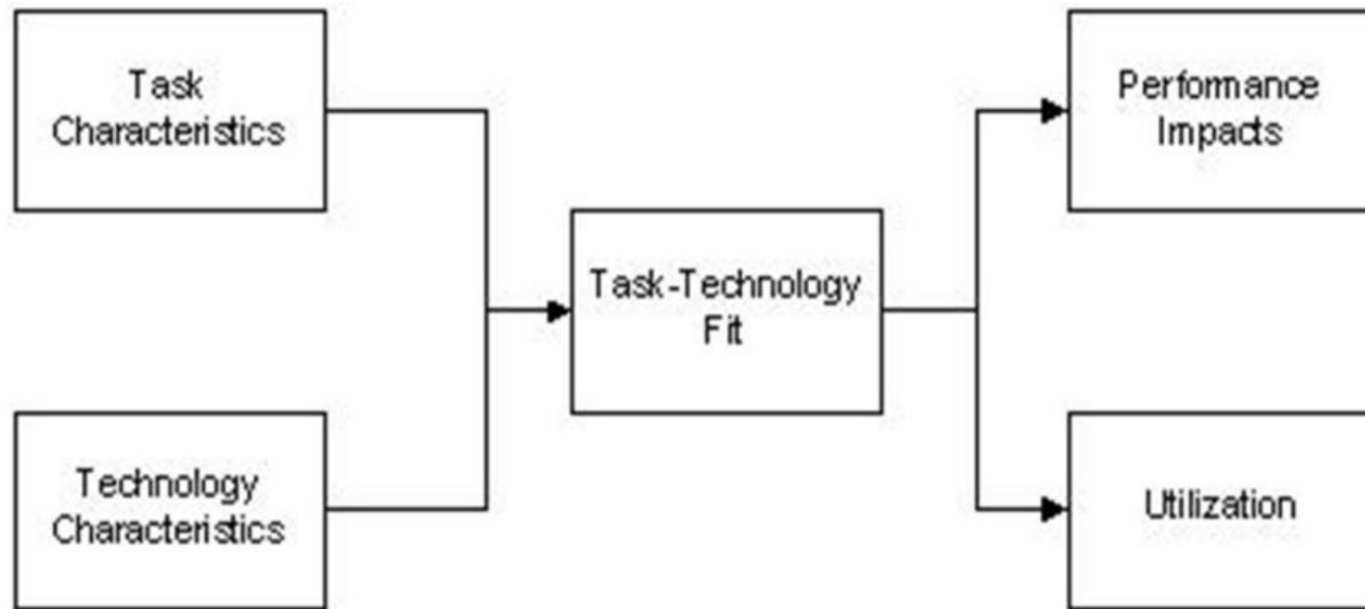 Task
Characteristics
Performance
Impacts
Task-Technology
Fit
Technology
Characteristics
Utilization